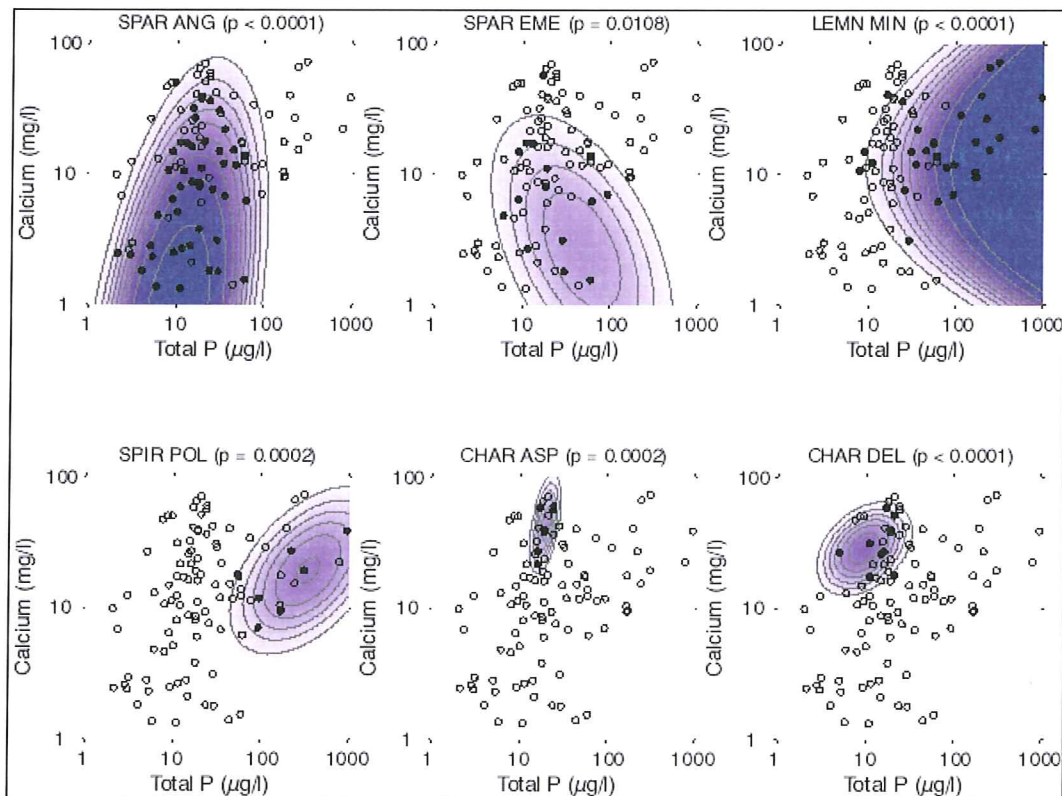 SPAR ANG (p < 0.0001)
SPAR EME (p = 0.0108)
LEMN MIN (p < 0.0001)
100
10
1
Calcium (mg/l)
1 10 100 1000
Total P (µg/l)
100
10
1
Calcium (mg/l)
1 10 100 1000
Total P (µg/l)
100
10
1
Calcium (mg/l)
1 10 100 1000
Total P (µg/l)
SPIR POL (p = 0.0002)
CHAR ASP (p = 0.0002)
CHAR DEL (p < 0.0001)
100
10
1
Calcium (mg/l)
1 10 100 1000
Total P (µg/l)
100
10
1
Calcium (mg/l)
1 10 100 1000
Total P (µg/l)
100
10
1
Calcium (mg/l)
1 10 100 1000
Total P (µg/l)